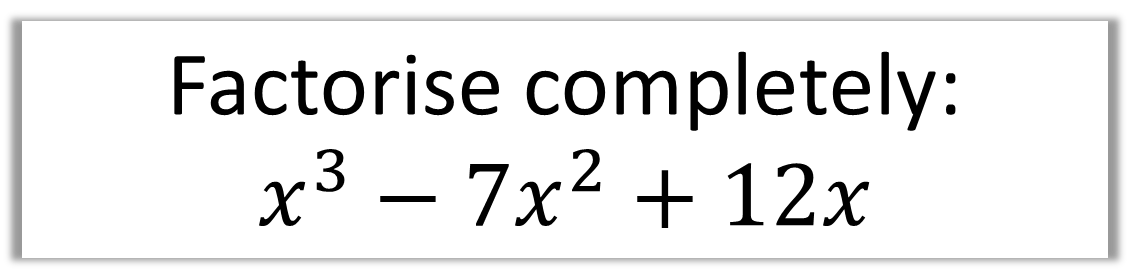 Factorise completely:
𝑥³ − 7𝑥² + 12𝑥